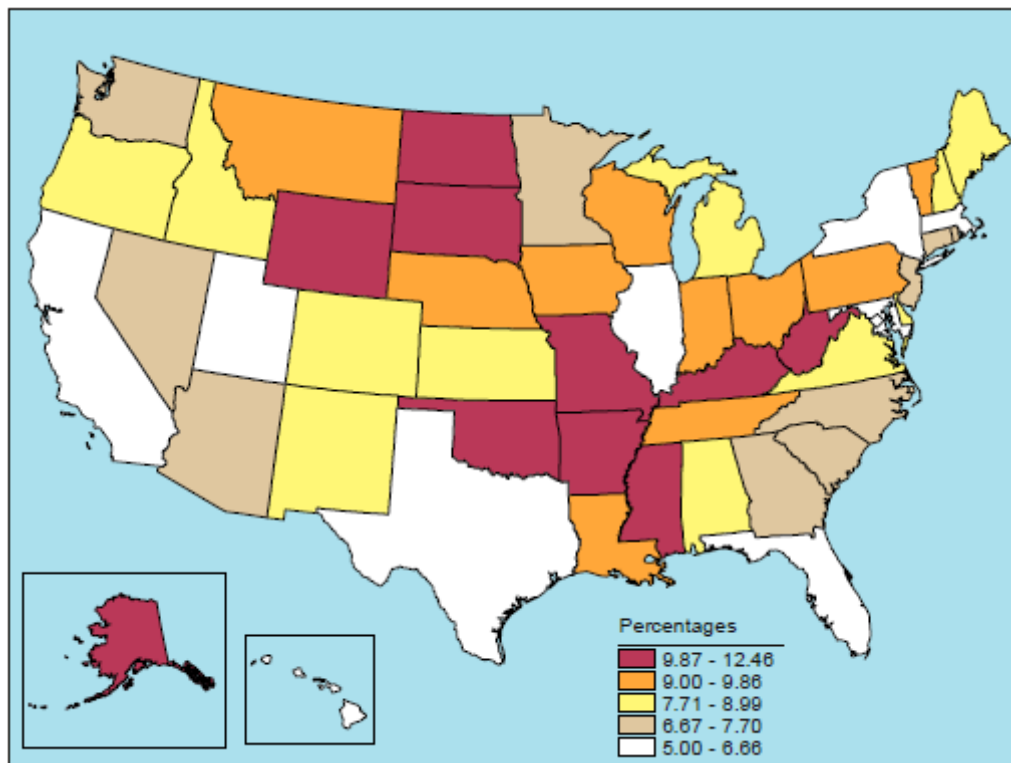 Percentages
9.87 - 12.46
9.00 - 9.86
7.71 - 8.99
6.67 - 7.70
5.00 - 6.66